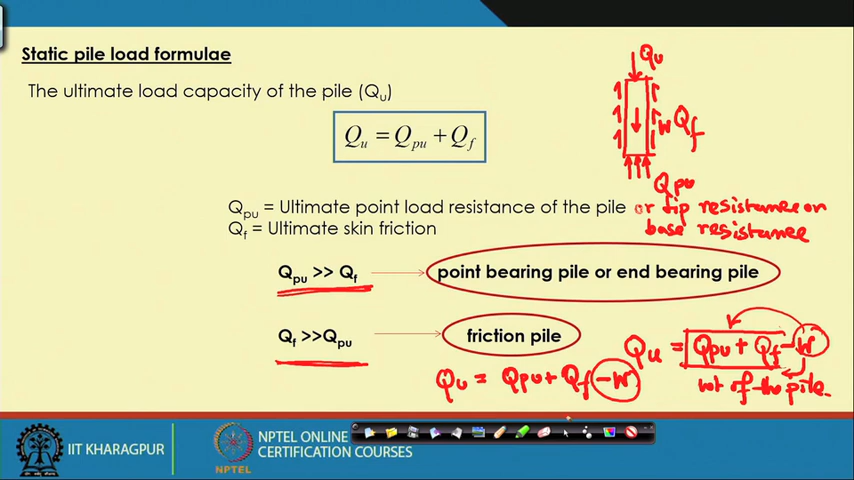 Static pile load formulae
The ultimate load capacity of the pile (Qu)
Qu = Qpu + Qf
Qu
W Qf
Qpu
Qpu = Ultimate point load resistance of the pile or tip resistance or
base resistance
Qf = Ultimate skin friction
Qpu >> Qf
point bearing pile or end bearing pile
Qf >>Qpu
friction pile
Qu = Qpu + Qf - W
wt of the pile.
Qu = Qpu + Qf - W
IIT KHARAGPUR
NPTEL
NPTEL ONLINE
CERTIFICATION COURSES